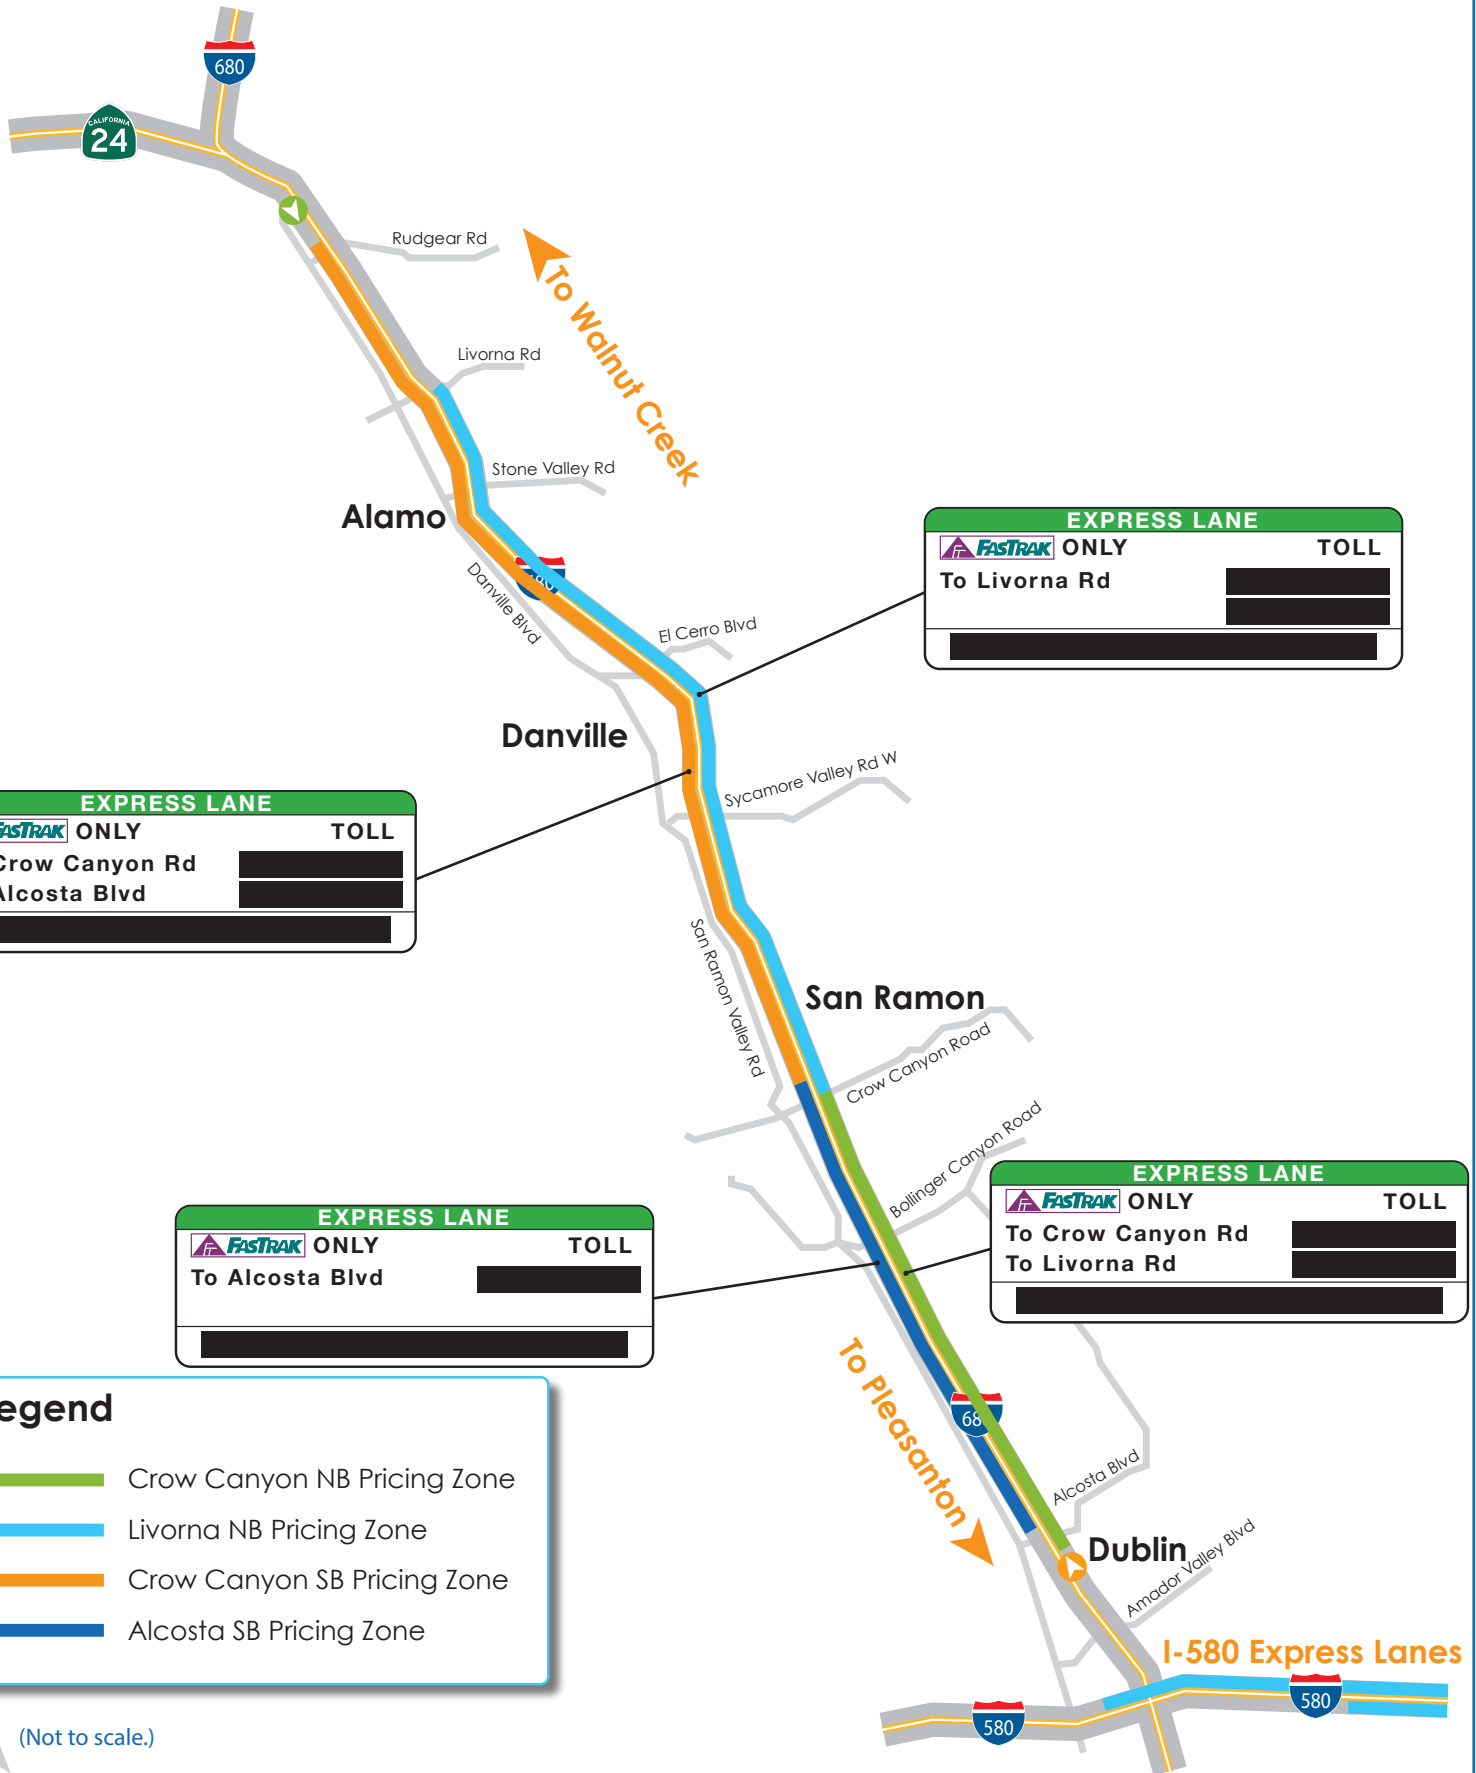 680
CALIFORNIA
24
Rudgear Rd
To Walnut Creek
Livorna Rd
Stone Valley Rd
Alamo
Danville Blvd
El Cerro Blvd
EXPRESS LANE
FASTRAK ONLY TOLL
To Livorna Rd
Danville
Sycamore Valley Rd W
EXPRESS LANE
FASTRAK ONLY TOLL
Crow Canyon Rd
Alcosta Blvd
San Ramon Valley Rd
San Ramon
Crow Canyon Road
Bollinger Canyon Road
EXPRESS LANE
FASTRAK ONLY TOLL
To Crow Canyon Rd
To Livorna Rd
EXPRESS LANE
FASTRAK ONLY TOLL
To Alcosta Blvd
To Pleasanton
68
Alcosta Blvd
Dublin
Amador Valley Blvd
I-580 Express Lanes
580
580
egend
Crow Canyon NB Pricing Zone
Livorna NB Pricing Zone
Crow Canyon SB Pricing Zone
Alcosta SB Pricing Zone
(Not to scale.)